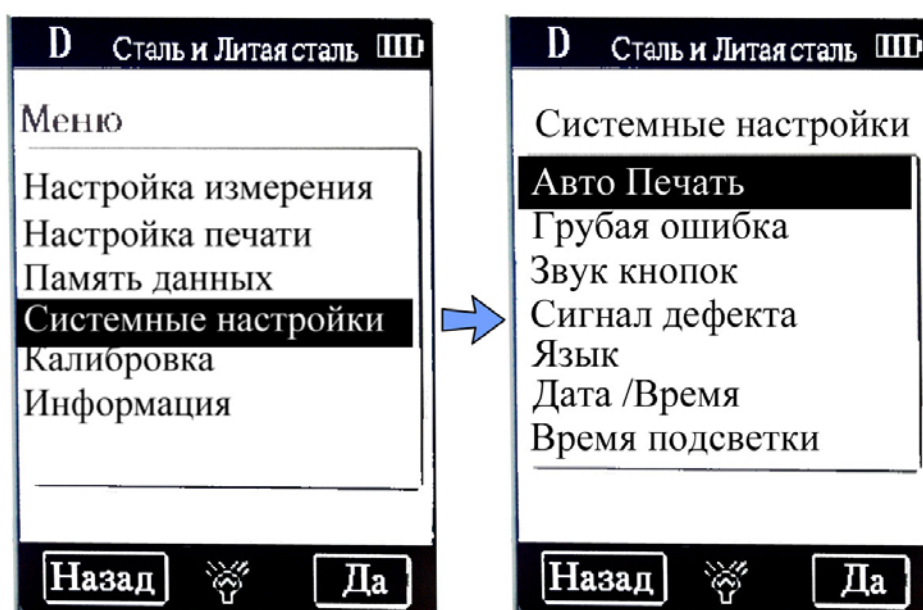 D Сталь и Литая сталь
Меню
Настройка измерения
Настройка печати
Память данных
Системные настройки
Калибровка
Информация
Назад Да
D Сталь и Литая сталь
Системные настройки
Авто Печать
Грубая ошибка
Звук кнопок
Сигнал дефекта
Язык
Дата /Время
Время подсветки
Назад Да